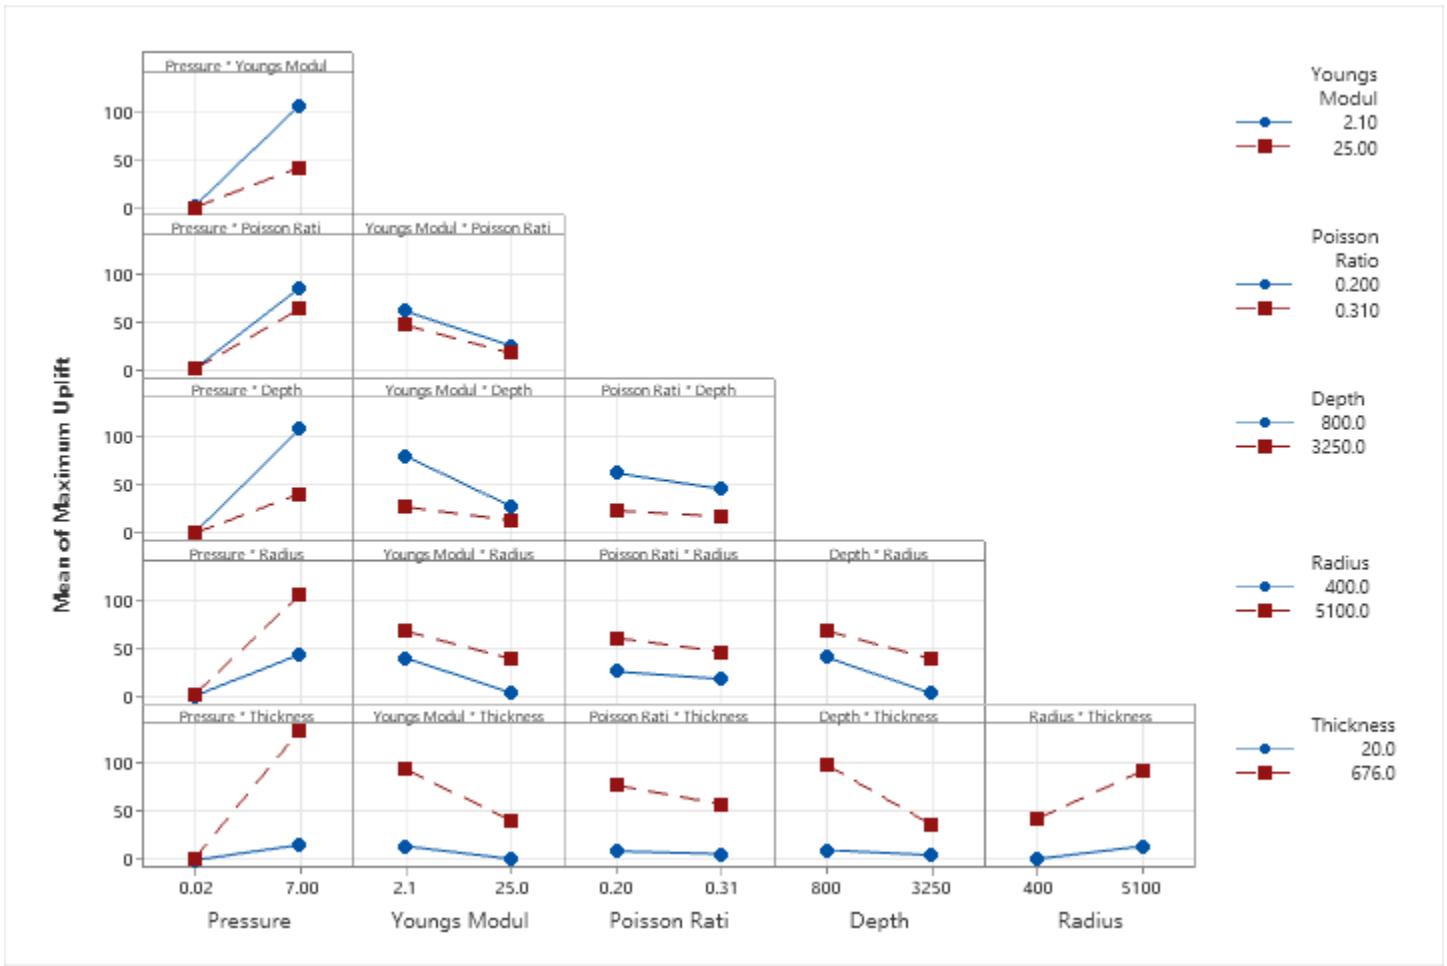 Pressure * Youngs Modul
100
50
0
Youngs
Modul
2.10
25.00
Pressure * Poisson Rati
Youngs Modul * Poisson Rati
100
50
0
Poisson
Ratio
0.200
0.310
Mean of Maximum Uplift
Pressure * Depth
Youngs Modul * Depth
Poisson Rati * Depth
100
50
0
Depth
800.0
3250.0
Pressure * Radius
Youngs Modul * Radius
Poisson Rati * Radius
Depth * Radius
100
50
0
Radius
400.0
5100.0
Pressure * Thickness
Youngs Modul * Thickness
Poisson Rati * Thickness
Depth * Thickness
Radius * Thickness
100
50
0
Thickness
20.0
676.0
0.02 7.00 2.1 25.0 0.20 0.31 800 3250 400 5100
Pressure Youngs Modul Poisson Rati Depth Radius